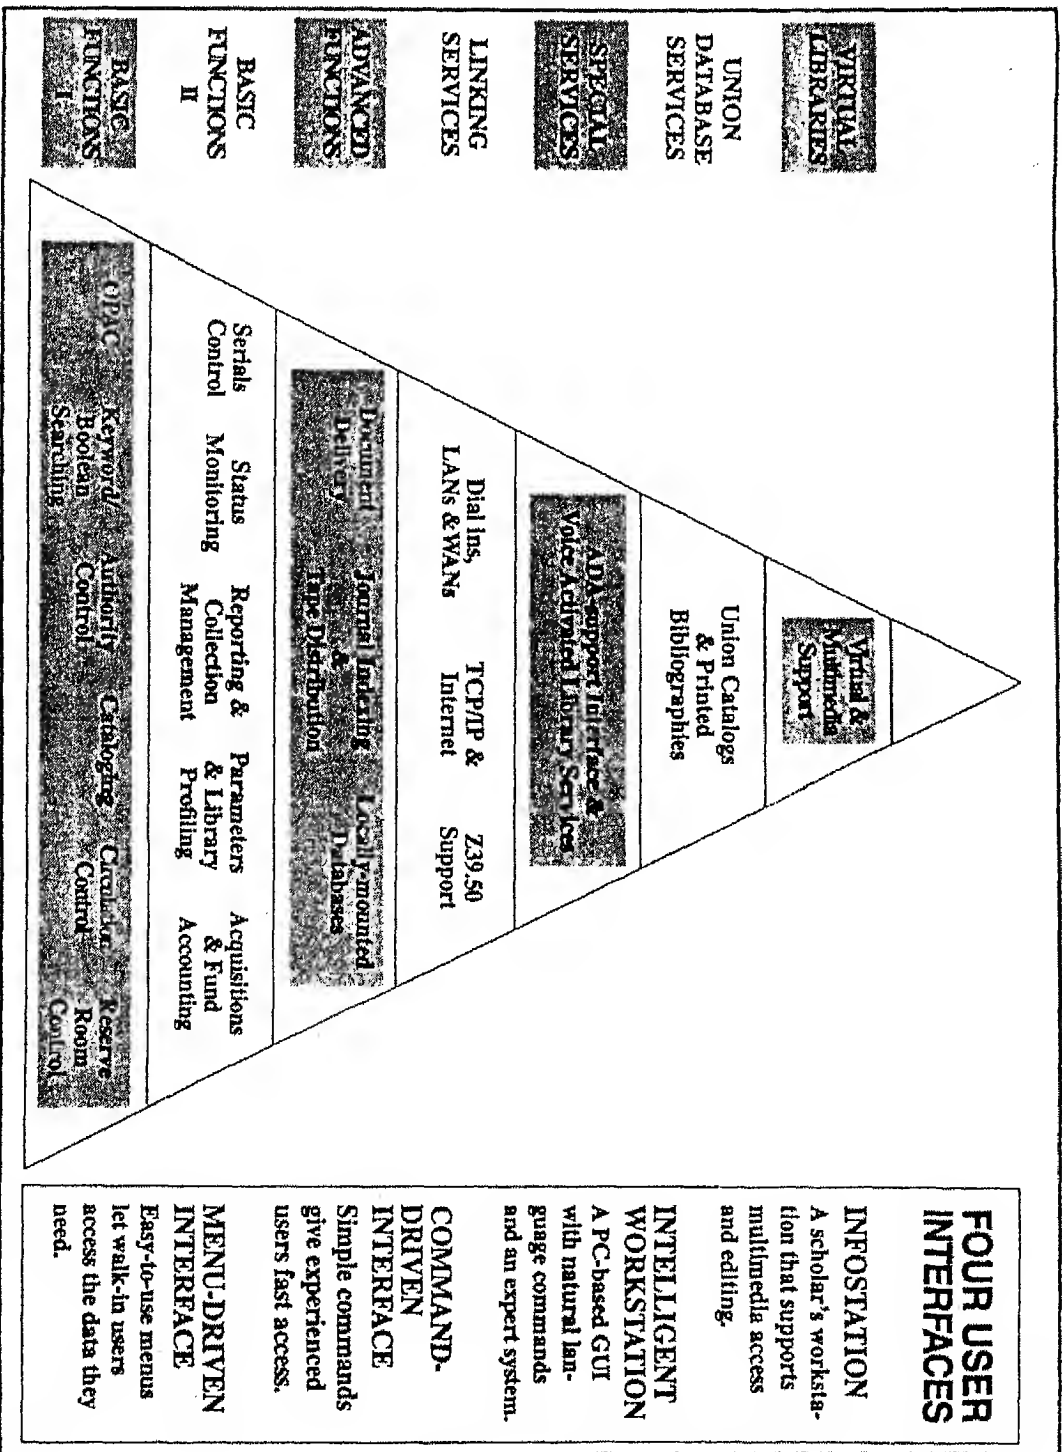 VIRTUAL
LIBRARIES
UNION
DATABASE
SERVICES
SPECIAL
SERVICES
LINKING
SERVICES
ADVANCED
FUNCTIONS
BASIC
FUNCTIONS
II
BASIC
FUNCTIONS
I
Virtual &
Multimedia
Support
Union Catalogs
& Printed
Bibliographies
ADA-support Interface &
Voice Activated Library Services
Dial ins,
LANs & WANs
TCP/IP &
Internet
Z39.50
Support
Document
Delivery
Journal Indexing
&
Tape Distribution
Locally-mounted
Databases
Serials
Control
Status
Monitoring
Reporting &
Collection
Management
Parameters
& Library
Profiling
Acquisitions
& Fund
Accounting
OPAC
Keyword/
Boolean
Searching
Authority
Control
Cataloging
Circulation
Control
Reserve
Room
Control
FOUR USER
INTERFACES
INFOSTATION
A scholar's worksta-
tion that supports
multimedia access
and editing.
INTELLIGENT
WORKSTATION
A PC-based GUI
with natural lan-
guage commands
and an expert system.
COMMAND-
DRIVEN
INTERFACE
Simple commands
give experienced
users fast access.
MENU-DRIVEN
INTERFACE
Easy-to-use menus
let walk-in users
access the data they
need.